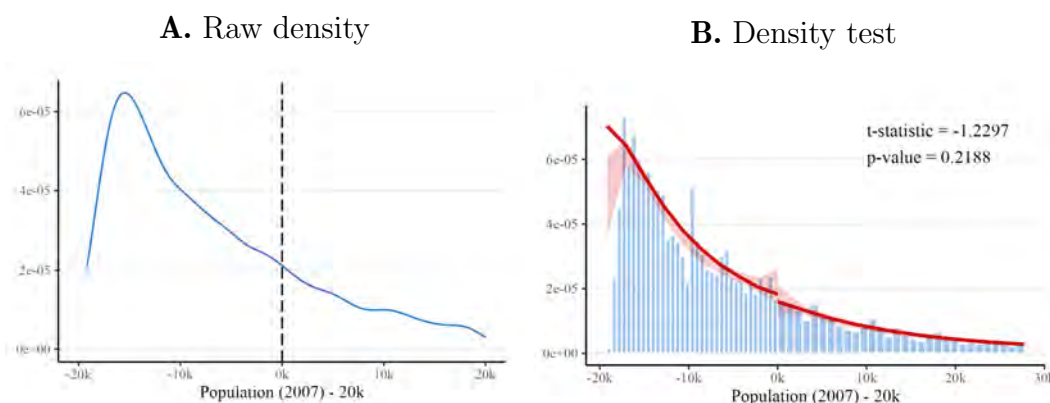 A. Raw density
6e-05
4e-05
2e-05
0e+00
-20k
-10k
0k
10k
20k
Population (2007) - 20k
B. Density test
t-statistic = -1.2297
p-value = 0.2188
6e-05
4e-05
2e-05
0e+00
-20k
-10k
0k
10k
20k
30k
Population (2007) - 20k